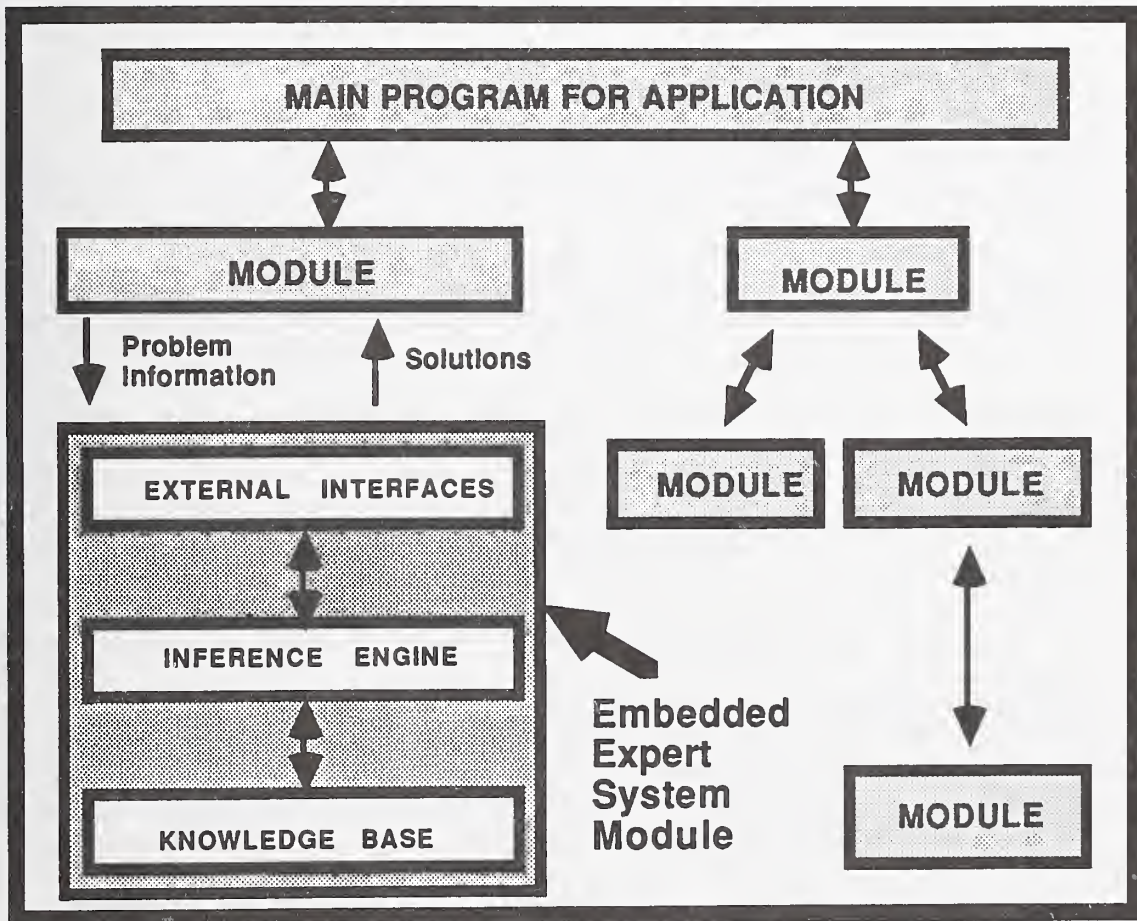 MAIN PROGRAM FOR APPLICATION
MODULE
MODULE
Problem
Information
Solutions
EXTERNAL INTERFACES
INFERENCE ENGINE
KNOWLEDGE BASE
MODULE
MODULE
Embedded
Expert
System
Module
MODULE